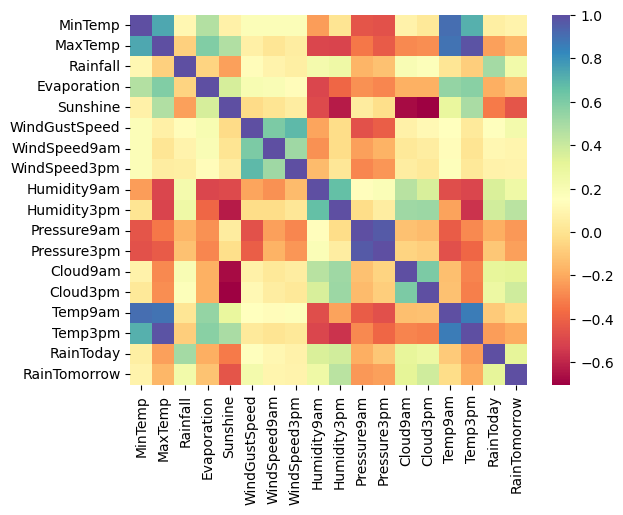 MinTemp
MaxTemp
Rainfall
Evaporation
Sunshine
WindGustSpeed
WindSpeed9am
WindSpeed3pm
Humidity9am
Humidity3pm
Pressure9am
Pressure3pm
Cloud9am
Cloud3pm
Temp9am
Temp3pm
RainToday
RainTomorrow
MinTemp
MaxTemp
Rainfall
Evaporation
Sunshine
WindGustSpeed
WindSpeed9am
WindSpeed3pm
Humidity9am
Humidity3pm
Pressure9am
Pressure3pm
Cloud9am
Cloud3pm
Temp9am
Temp3pm
RainToday
RainTomorrow
1.0
0.8
0.6
0.4
0.2
0.0
−0.2
−0.4
−0.6